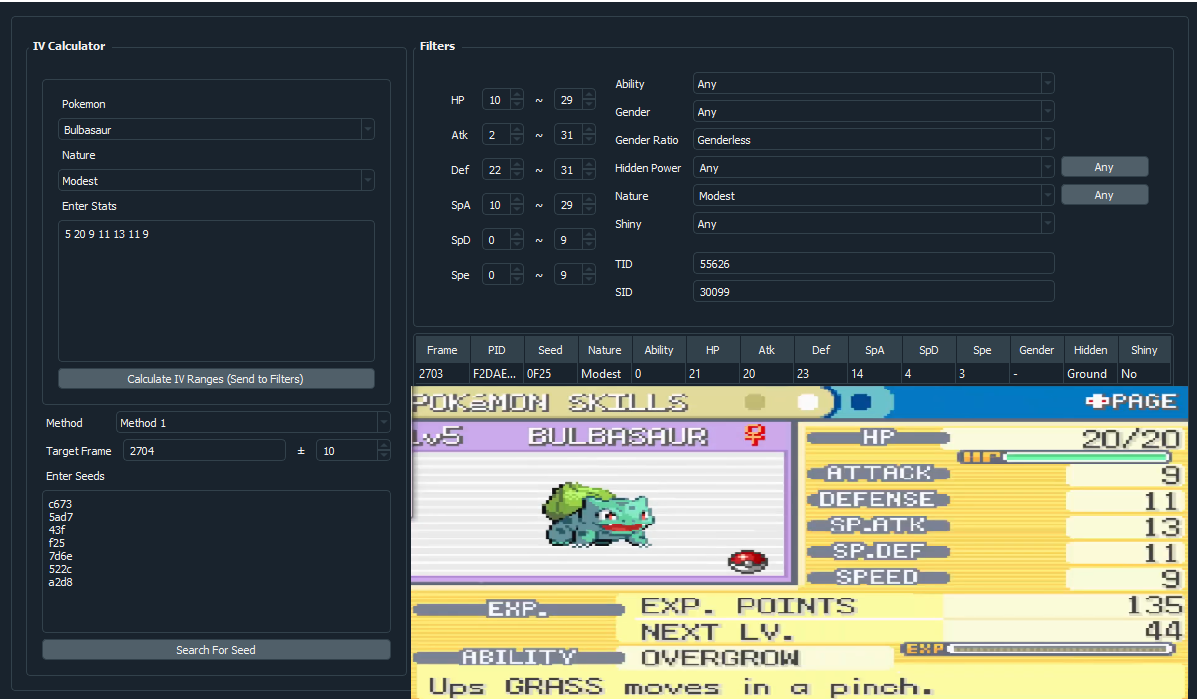 IV Calculator
Pokemon
Bulbasaur
Nature
Modest
Enter Stats
5 20 9 11 13 11 9
Calculate IV Ranges (Send to Filters)
Method Method 1
Target Frame 2704 ± 10
Enter Seeds
c673
5ad7
43f
f25
7d6e
522c
a2d8
Search For Seed
Filters
HP 10 ~ 29
Atk 2 ~ 31
Def 22 ~ 31
SpA 10 ~ 29
SpD 0 ~ 9
Spe 0 ~ 9
Ability Any
Gender Any
Gender Ratio Genderless
Hidden Power Any Any
Nature Modest Any
Shiny Any
TID 55626
SID 30099
Frame PID Seed Nature Ability HP Atk Def SpA SpD Spe Gender Hidden Shiny
2703 F2DAE... 0F25 Modest 0 21 20 23 14 4 3 - Ground No
POKéMON SKILLS PAGE
Lv5 BULBASAUR ♀
HP 20/20
HP
ATTACK 9
DEFENSE 11
SP.ATK 13
SP.DEF 11
SPEED 9
EXP. EXP. POINTS 135
NEXT LV. 44
EXP
ABILITY OVERGROW
Ups GRASS moves in a pinch.